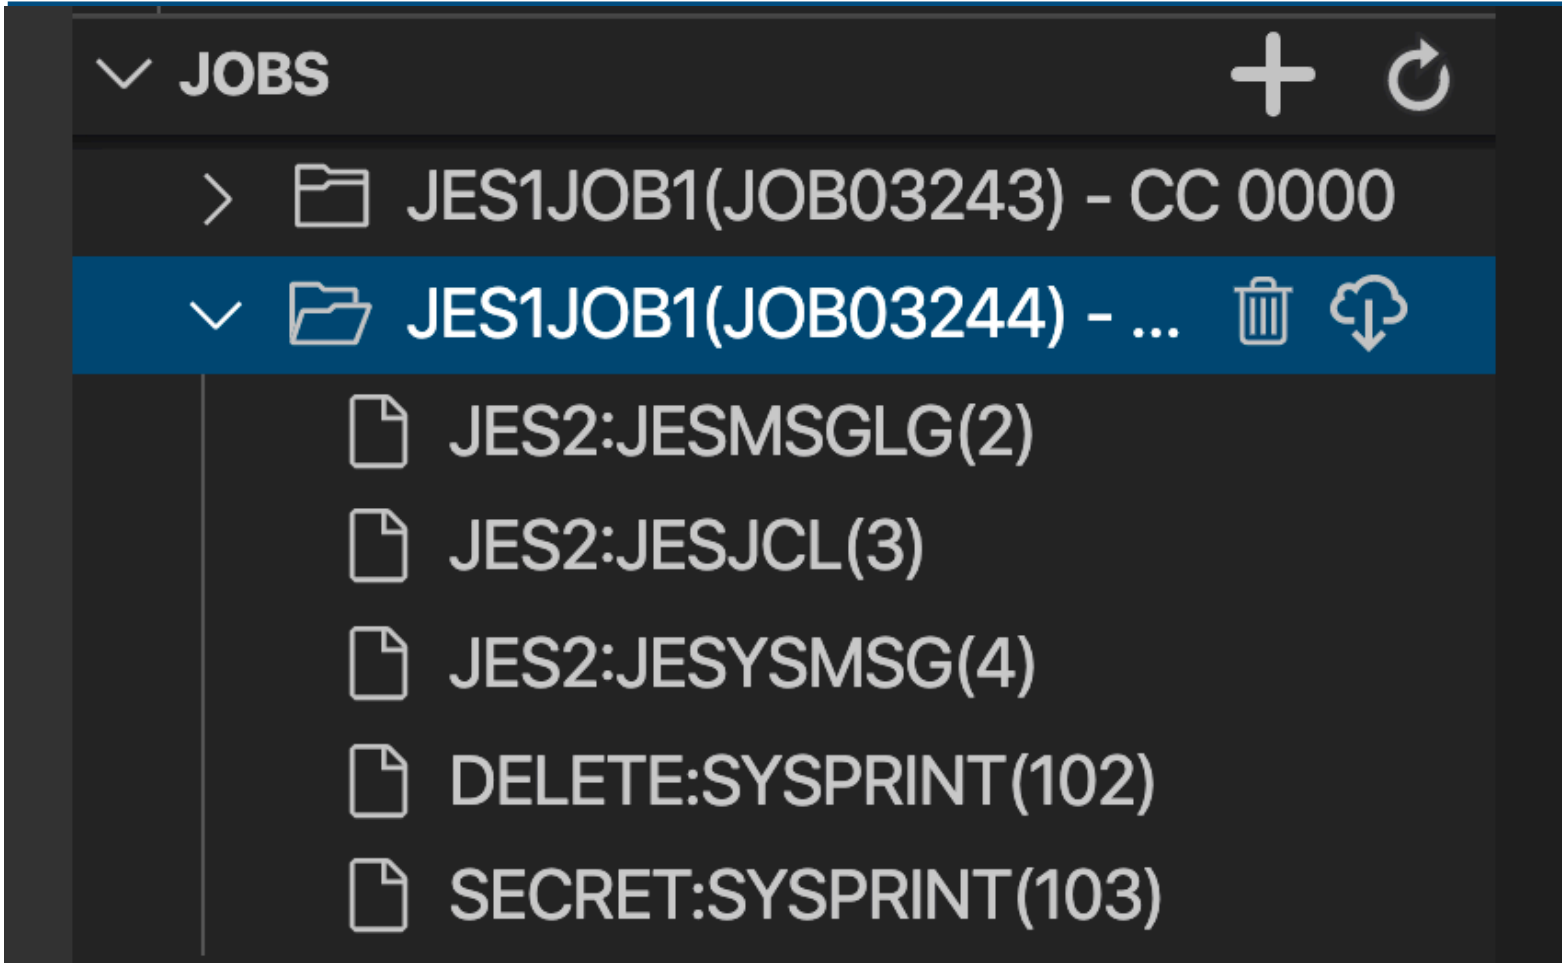 JOBS
JES1JOB1(JOB03243) - CC 0000
JES1JOB1(JOB03244) - ...
JES2:JESMSGLG(2)
JES2:JESJCL(3)
JES2:JESYSMSG(4)
DELETE:SYSPRINT(102)
SECRET:SYSPRINT(103)